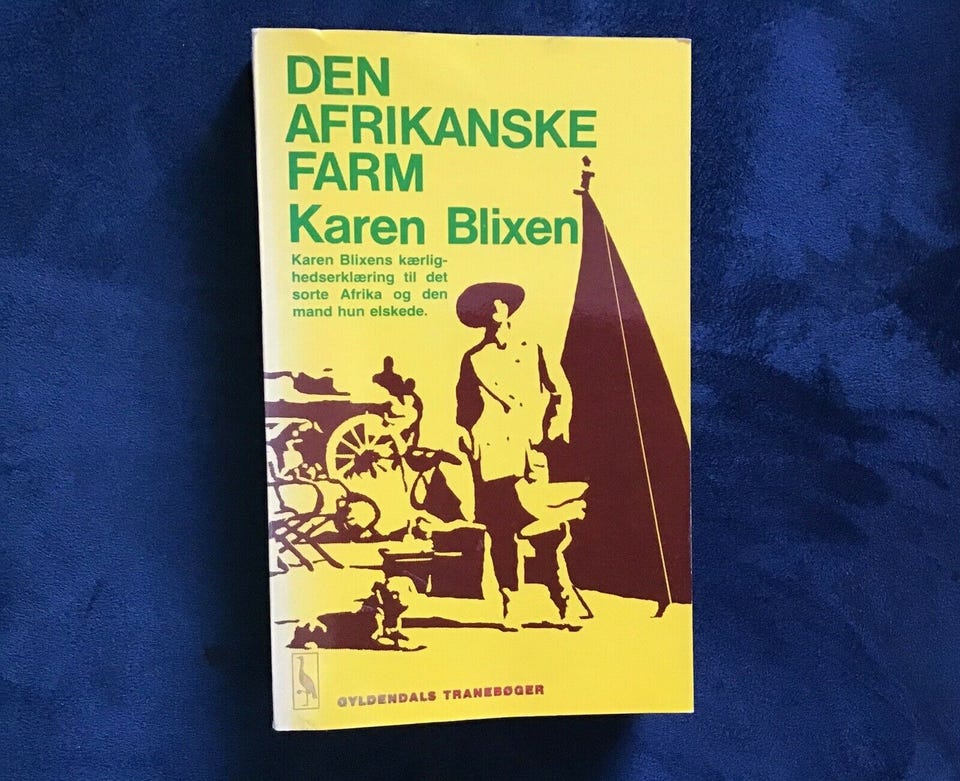 DEN
AFRIKANSKE
FARM
Karen Blixen
Karen Blixens kærlig-
hedserklæring til det
sorte Afrika og den
mand hun elskede.
GYLDENDALS TRANEBØGER